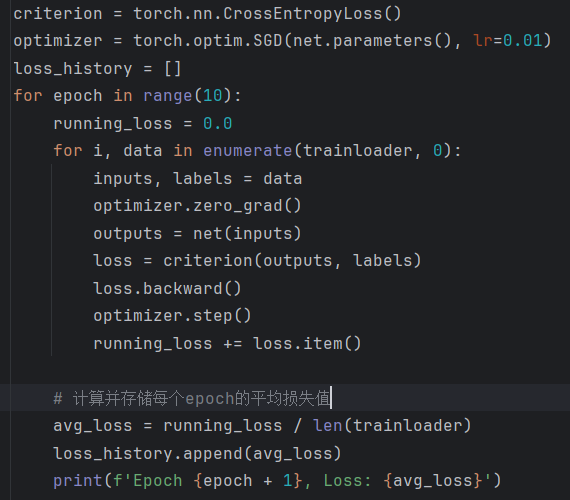 criterion = torch.nn.CrossEntropyLoss()
optimizer = torch.optim.SGD(net.parameters(), lr=0.01)
loss_history = []
for epoch in range(10):
    running_loss = 0.0
    for i, data in enumerate(trainloader, 0):
        inputs, labels = data
        optimizer.zero_grad()
        outputs = net(inputs)
        loss = criterion(outputs, labels)
        loss.backward()
        optimizer.step()
        running_loss += loss.item()
    # 计算并存储每个epoch的平均损失值
    avg_loss = running_loss / len(trainloader)
    loss_history.append(avg_loss)
    print(f'Epoch {epoch + 1}, Loss: {avg_loss}')